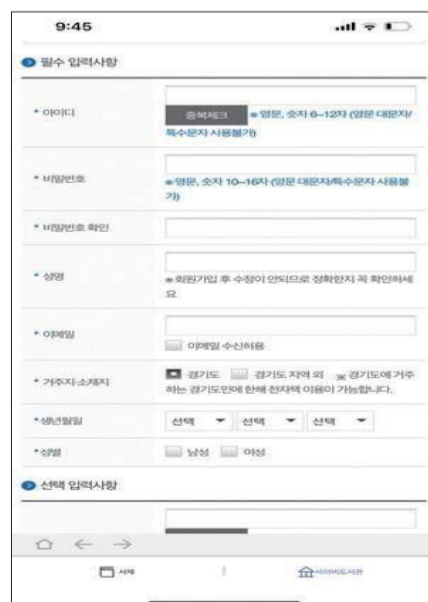 9:45
필수 입력사항
* 아이디
중복체크 ※ 영문, 숫자 6~12자 (영문 대문자/
특수문자 사용불가)
* 비밀번호
※ 영문, 숫자 10~16자 (영문 대문자/특수문자 사용불
가)
* 비밀번호 확인
* 성명
※ 회원가입 후 수정이 안되므로 정확한지 꼭 확인하세
요
* 이메일
이메일 수신허용
* 거주지·소재지
경기도 경기도 지역 외 ※ 경기도에 거주
하는 경기도민에 한해 전자책 이용이 가능합니다.
* 생년월일
선택 선택 선택
* 성별
남성 여성
선택 입력사항
서재
사이버도서관